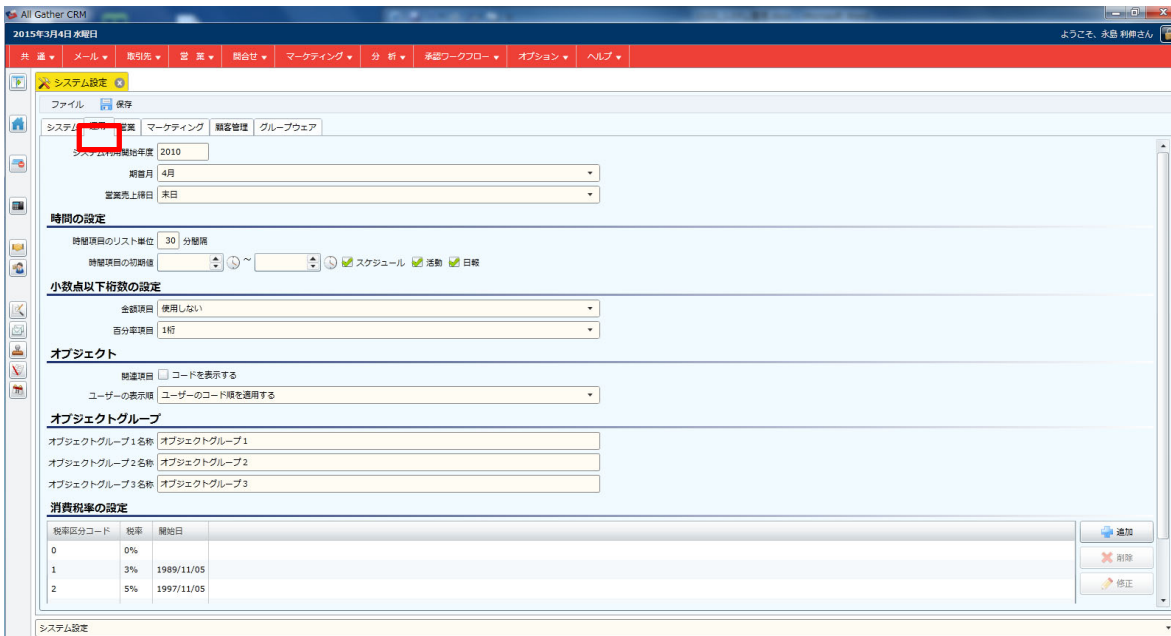 All Gather CRM
2015年3月4日水曜日 ようこそ、永島 利伸さん
共 通 メール 取引先 営 業 問合せ マーケティング 分 析 承認ワークフロー オプション ヘルプ
システム設定
ファイル 保存
システム 営業 マーケティング 顧客管理 グループウェア
システム利用開始年度 2010
期首月 4月
営業売上締日 末日
時間の設定
時間項目のリスト単位 30 分間隔
時間項目の初期値 ~ スケジュール 活動 日報
小数点以下桁数の設定
金額項目 使用しない
百分率項目 1桁
オブジェクト
関連項目 コードを表示する
ユーザーの表示順 ユーザーのコード順を適用する
オブジェクトグループ
オブジェクトグループ1名称 オブジェクトグループ1
オブジェクトグループ2名称 オブジェクトグループ2
オブジェクトグループ3名称 オブジェクトグループ3
消費税率の設定
税率区分コード 税率 開始日 追加
0 0%
削除
1 3% 1989/11/05
2 5% 1997/11/05 修正
システム設定